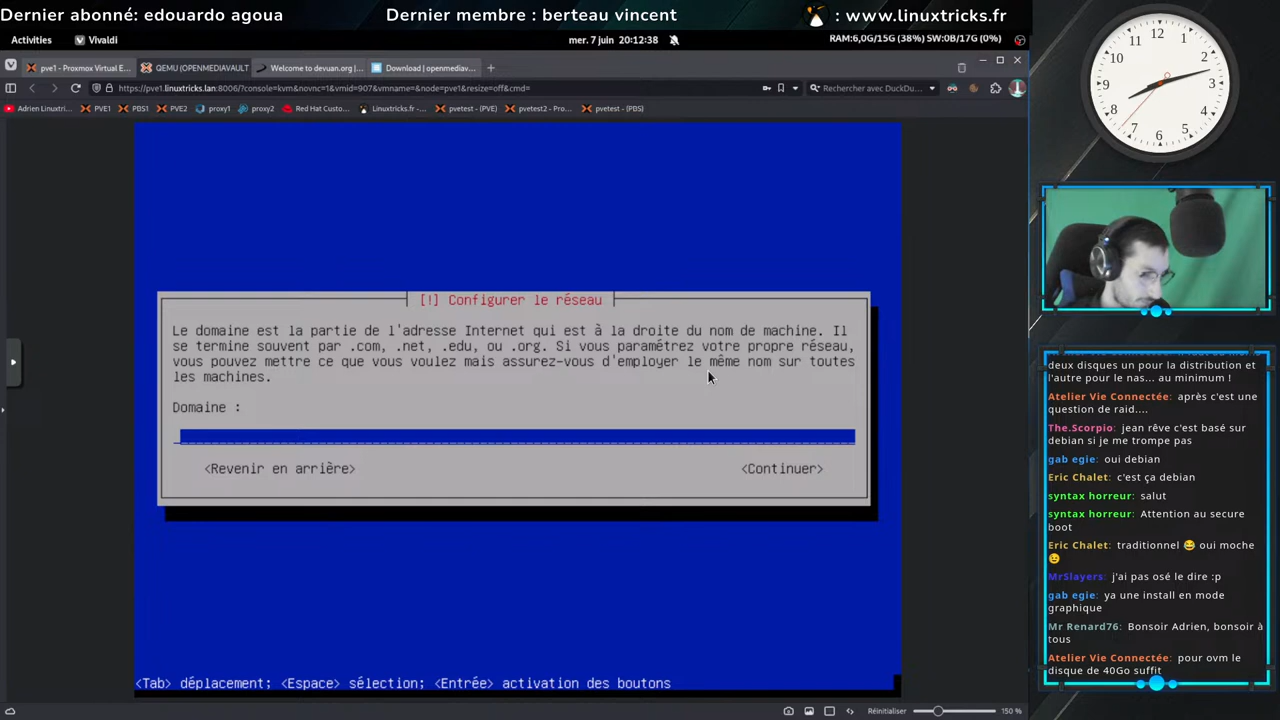 Dernier abonné: edouardo agoua
Dernier membre : berteau vincent
: www.linuxtricks.fr
Activities
Vivaldi
mer. 7 juin 20:12:38
RAM:6,0G/15G (38%) SW:0B/17G (0%)
pve1 - Proxmox Virtual E...
QEMU (OPENMEDIAVAULT
Welcome to devuan.org |...
Download | openmediav...
https://pve1.linuxtricks.lan:8006/?console=kvm&novnc=1&vmid=907&vmname=&node=pve1&resize=off&cmd=
Rechercher avec DuckDu...
Adrien Linuxtri...
PVE1
PBS1
PVE2
proxy1
proxy2
Red Hat Custo...
Linuxtricks.fr -...
pvetest - (PVE)
pvetest2 - Pro...
pvetest - (PBS)
[!] Configurer le réseau
Le domaine est la partie de l'adresse Internet qui est à la droite du nom de machine. Il
se termine souvent par .com, .net, .edu, ou .org. Si vous paramétrez votre propre réseau,
vous pouvez mettre ce que vous voulez mais assurez-vous d'employer le même nom sur toutes
les machines.
Domaine :
<Revenir en arrière>
<Continuer>
<Tab> déplacement; <Espace> sélection; <Entrée> activation des boutons
Réinitialiser
150 %
12
1
2
3
4
5
6
7
8
9
10
11
deux disques un pour la distribution et
l'autre pour le nas... au minimum !
Atelier Vie Connectée: après c'est une
question de raid....
The.Scorpio: jean rêve c'est basé sur
debian si je me trompe pas
gab egie: oui debian
Eric Chalet: c'est ça debian
syntax horreur: salut
syntax horreur: Attention au secure
boot
Eric Chalet: traditionnel 😂 oui moche
😉
MrSlayers: j'ai pas osé le dire :p
gab egie: ya une install en mode
graphique
Mr Renard76: Bonsoir Adrien, bonsoir à
tous
Atelier Vie Connectée: pour ovm le
disque de 40Go suffit